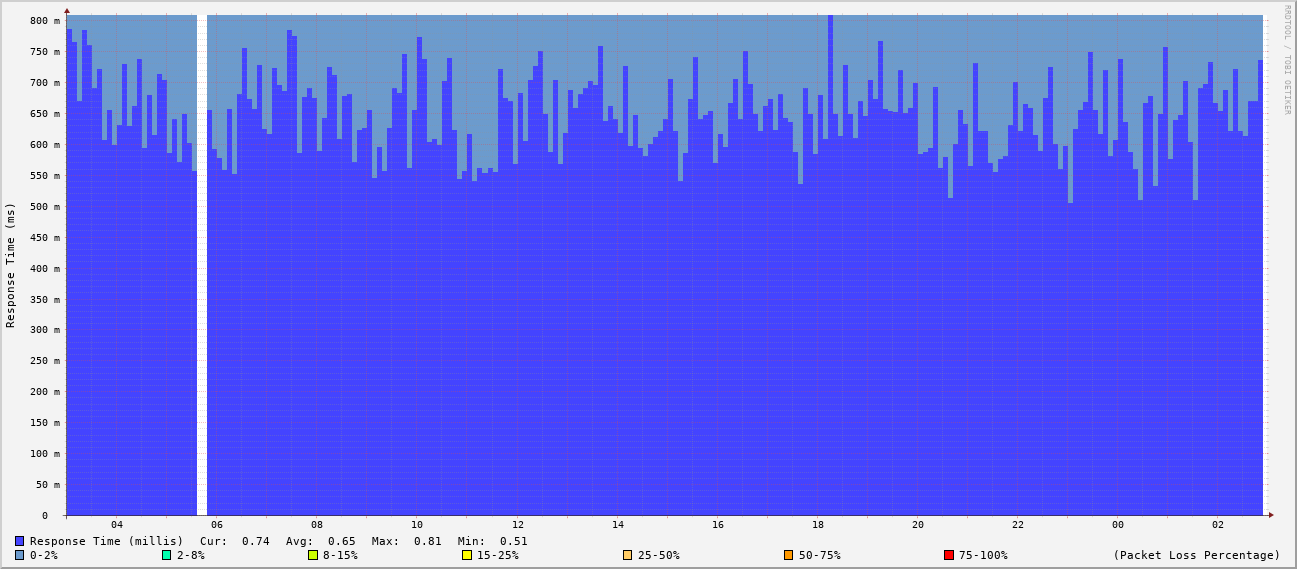 800 m
750 m
700 m
650 m
600 m
550 m
500 m
450 m
400 m
350 m
300 m
250 m
200 m
150 m
100 m
50 m
0
Response Time (ms)
RRDTOOL / TOBI OETIKER
04 06 08 10 12 14 16 18 20 22 00 02
Response Time (millis) Cur: 0.74 Avg: 0.65 Max: 0.81 Min: 0.51
0-2% 2-8% 8-15% 15-25% 25-50% 50-75% 75-100% (Packet Loss Percentage)